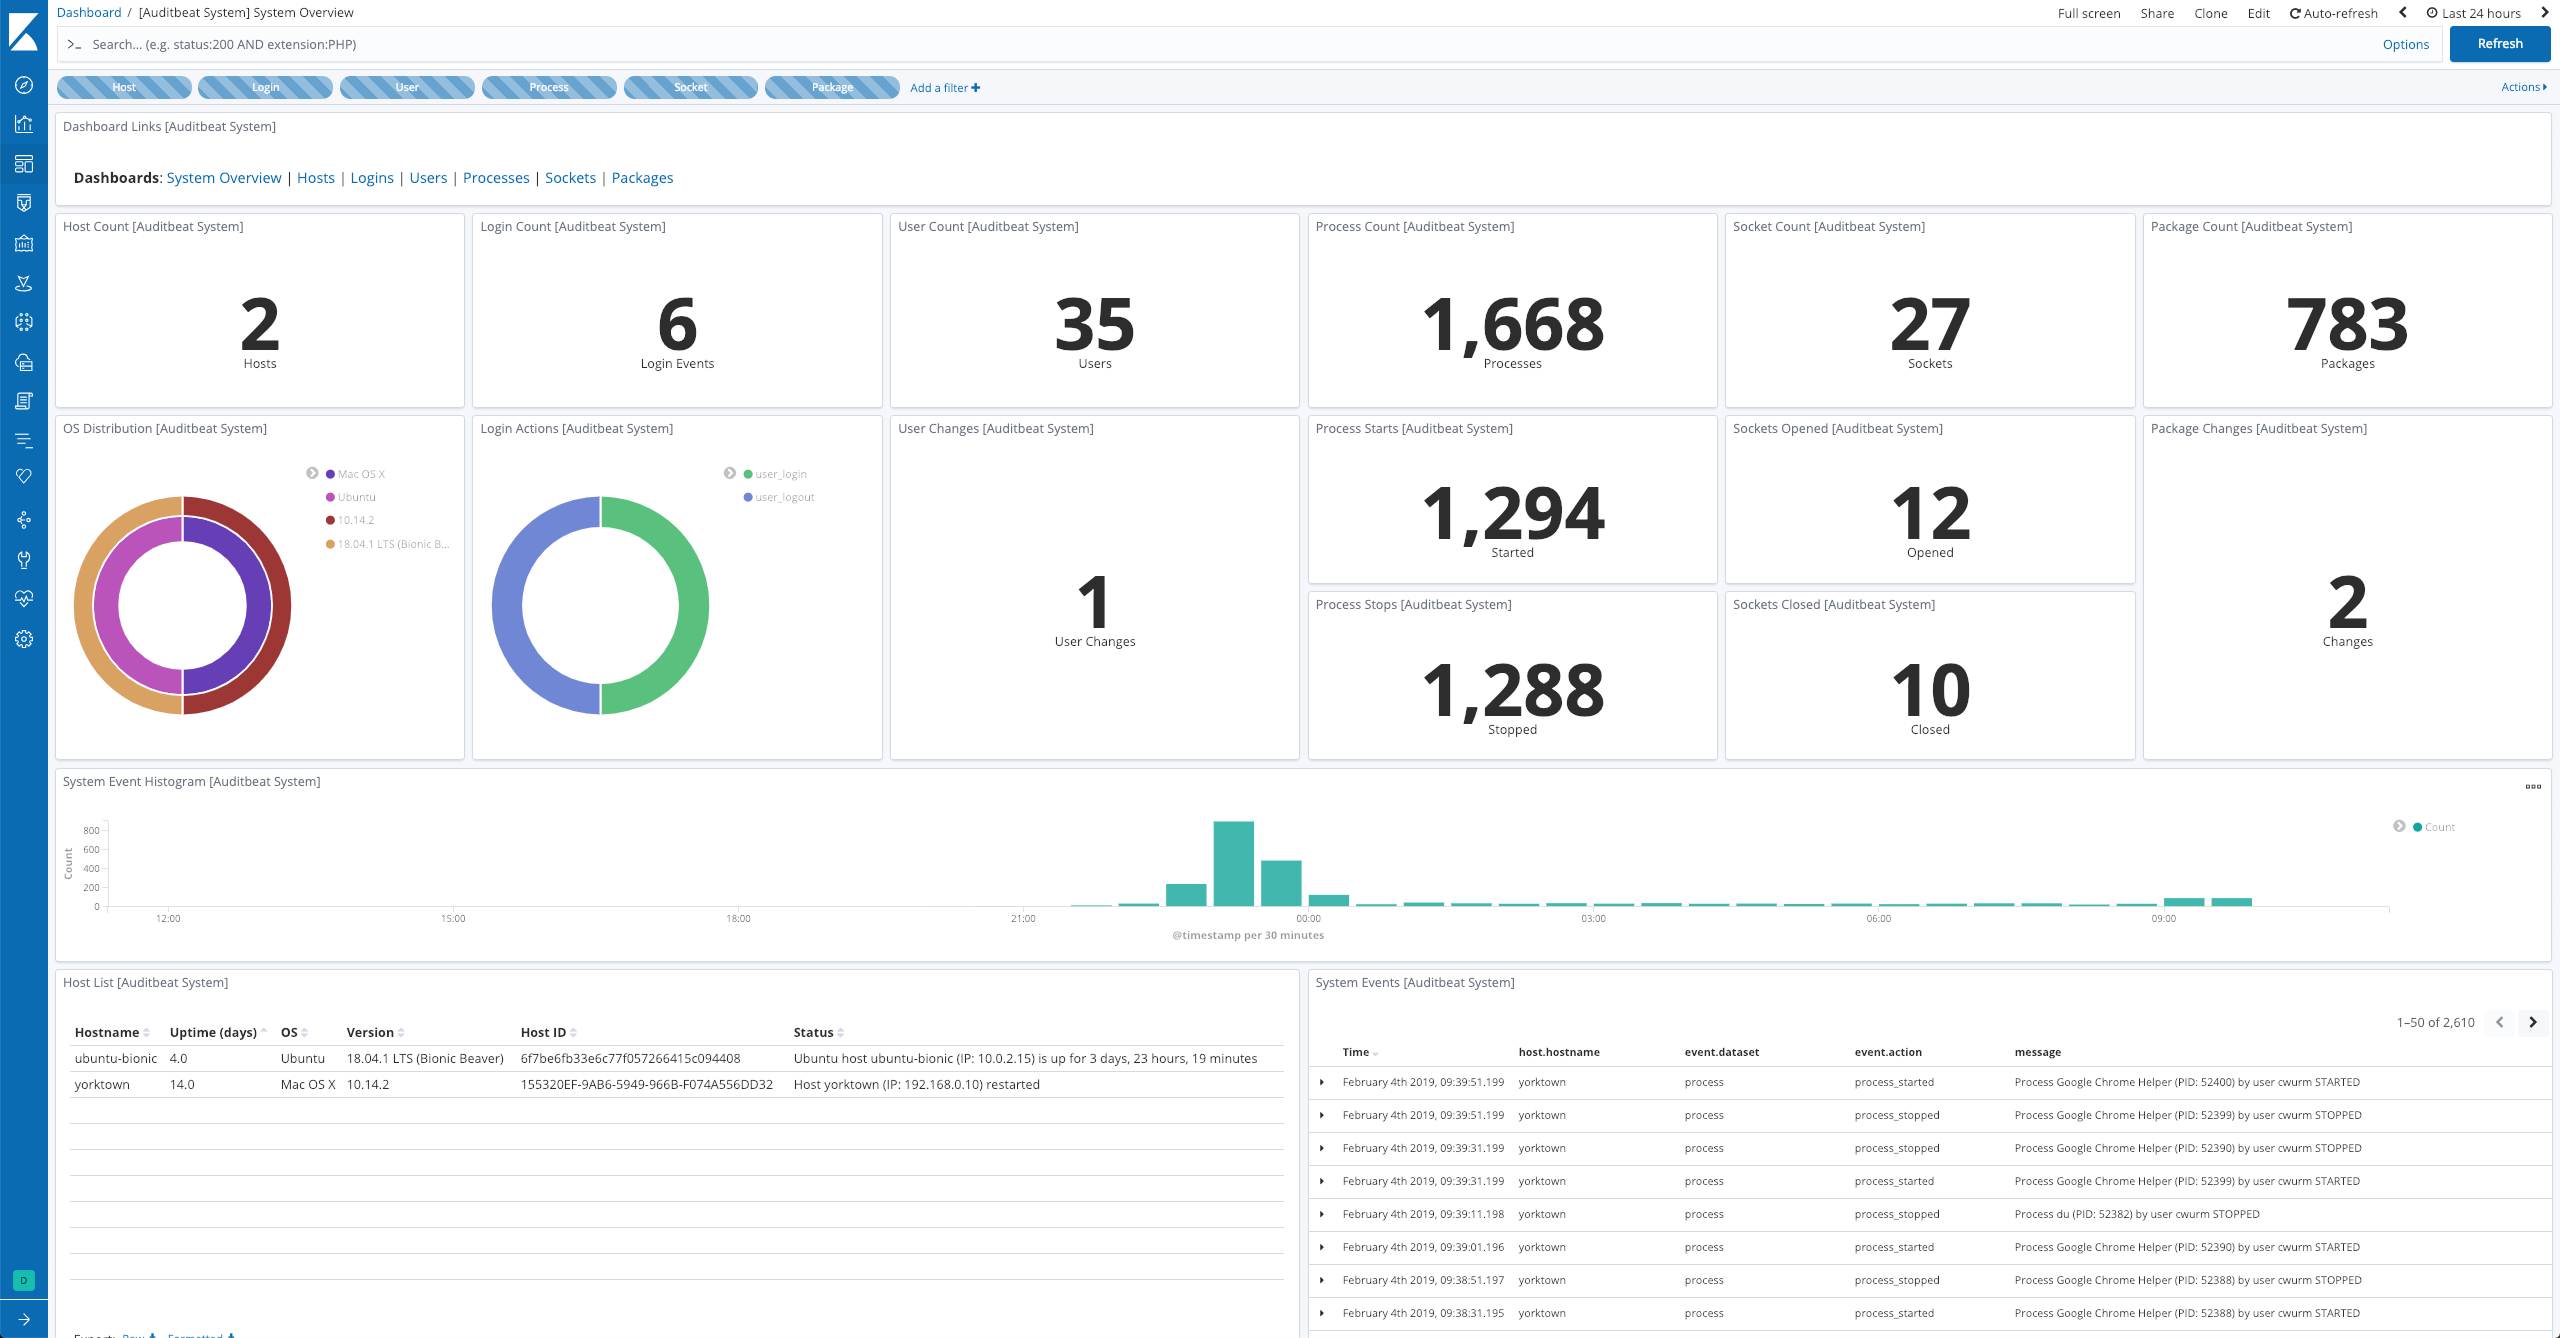 Dashboard / [Auditbeat System] System Overview
Full screen Share Clone Edit Auto-refresh Last 24 hours
>_ Search... (e.g. status:200 AND extension:PHP)
Options
Refresh
Host Login User Process Socket Package Add a filter +
Actions
Dashboard Links [Auditbeat System]
Dashboards: System Overview | Hosts | Logins | Users | Processes | Sockets | Packages
Host Count [Auditbeat System]
2
Hosts
Login Count [Auditbeat System]
6
Login Events
User Count [Auditbeat System]
35
Users
Process Count [Auditbeat System]
1,668
Processes
Socket Count [Auditbeat System]
27
Sockets
Package Count [Auditbeat System]
783
Packages
OS Distribution [Auditbeat System]
Mac OS X
Ubuntu
10.14.2
18.04.1 LTS (Bionic B...
Login Actions [Auditbeat System]
user_login
user_logout
User Changes [Auditbeat System]
1
User Changes
Process Starts [Auditbeat System]
1,294
Started
Process Stops [Auditbeat System]
1,288
Stopped
Sockets Opened [Auditbeat System]
12
Opened
Sockets Closed [Auditbeat System]
10
Closed
Package Changes [Auditbeat System]
2
Changes
System Event Histogram [Auditbeat System]
Count
800
600
400
200
0
12:00 15:00 18:00 21:00 00:00 03:00 06:00 09:00
@timestamp per 30 minutes
Count
Host List [Auditbeat System]
Hostname Uptime (days) OS Version Host ID Status
ubuntu-bionic 4.0 Ubuntu 18.04.1 LTS (Bionic Beaver) 6f7be6fb33e6c77f057266415c094408 Ubuntu host ubuntu-bionic (IP: 10.0.2.15) is up for 3 days, 23 hours, 19 minutes
yorktown 14.0 Mac OS X 10.14.2 155320EF-9AB6-5949-966B-F074A556DD32 Host yorktown (IP: 192.168.0.10) restarted
System Events [Auditbeat System]
1–50 of 2,610
Time host.hostname event.dataset event.action message
February 4th 2019, 09:39:51.199 yorktown process process_started Process Google Chrome Helper (PID: 52400) by user cwurm STARTED
February 4th 2019, 09:39:51.199 yorktown process process_stopped Process Google Chrome Helper (PID: 52399) by user cwurm STOPPED
February 4th 2019, 09:39:31.199 yorktown process process_stopped Process Google Chrome Helper (PID: 52390) by user cwurm STOPPED
February 4th 2019, 09:39:31.199 yorktown process process_started Process Google Chrome Helper (PID: 52399) by user cwurm STARTED
February 4th 2019, 09:39:11.198 yorktown process process_stopped Process du (PID: 52382) by user cwurm STOPPED
February 4th 2019, 09:39:01.196 yorktown process process_started Process Google Chrome Helper (PID: 52390) by user cwurm STARTED
February 4th 2019, 09:38:51.197 yorktown process process_stopped Process Google Chrome Helper (PID: 52388) by user cwurm STOPPED
February 4th 2019, 09:38:31.195 yorktown process process_started Process Google Chrome Helper (PID: 52388) by user cwurm STARTED
D